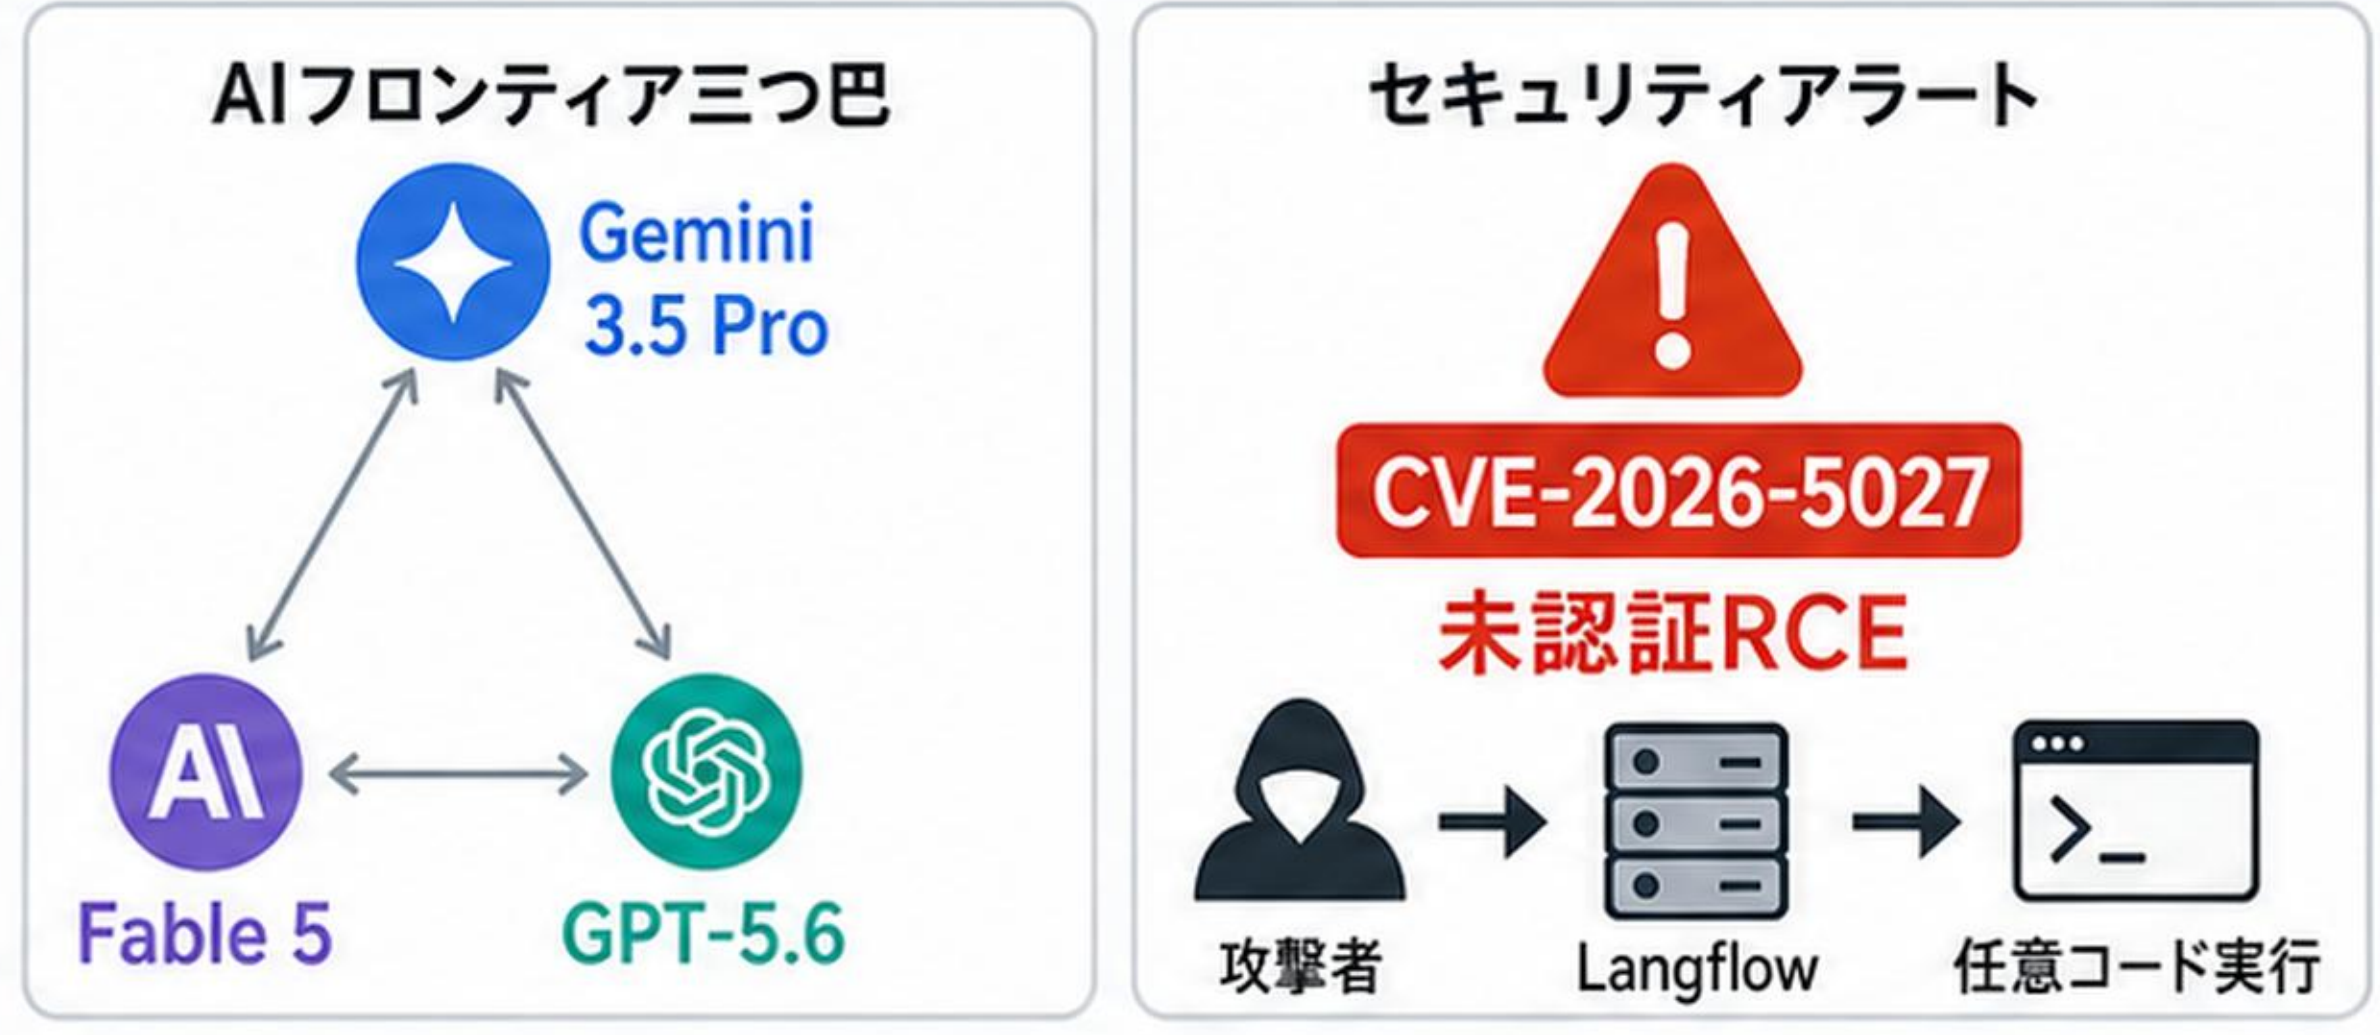 AIフロンティア三つ巴
Gemini
3.5 Pro
AI
Fable 5
GPT-5.6
セキュリティアラート
CVE-2026-5027
未認証RCE
攻撃者
Langflow
任意コード実行